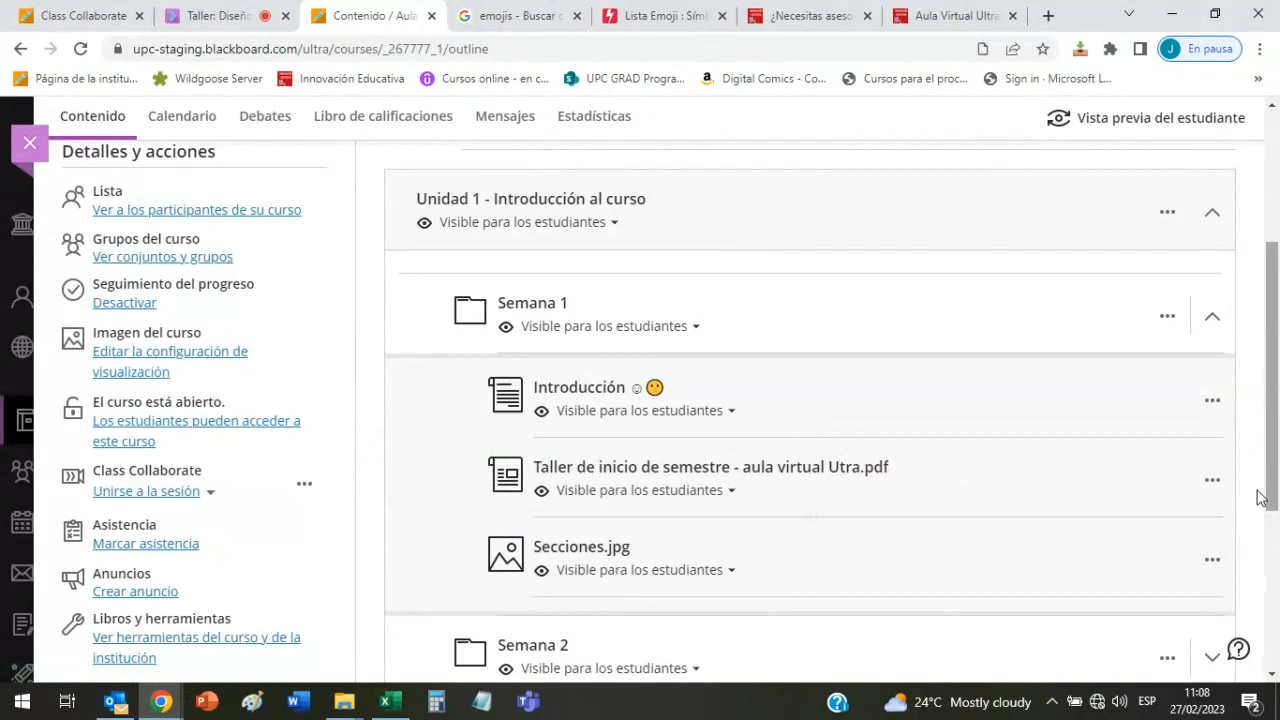 Class Collaborate
Taller: Diseño
Contenido / Aula
emojis - Buscar c
Lista Emoji : Símb
¿Necesitas aseso
Aula Virtual Ultra
upc-staging.blackboard.com/ultra/courses/_267777_1/outline
J En pausa
Página de la institu...
Wildgoose Server
Innovación Educativa
Cursos online - en c...
UPC GRAD Progra...
Digital Comics - Co...
Cursos para el proc...
Sign in · Microsoft L...
»
Contenido
Calendario
Debates
Libro de calificaciones
Mensajes
Estadísticas
Vista previa del estudiante
Detalles y acciones
Lista
Ver a los participantes de su curso
Grupos del curso
Ver conjuntos y grupos
Seguimiento del progreso
Desactivar
Imagen del curso
Editar la configuración de
visualización
El curso está abierto.
Los estudiantes pueden acceder a
este curso
Class Collaborate
Unirse a la sesión
Asistencia
Marcar asistencia
Anuncios
Crear anuncio
Libros y herramientas
Ver herramientas del curso y de la
institución
Unidad 1 - Introducción al curso
Visible para los estudiantes
Semana 1
Visible para los estudiantes
Introducción ☺😶
Visible para los estudiantes
Taller de inicio de semestre - aula virtual Utra.pdf
Visible para los estudiantes
Secciones.jpg
Visible para los estudiantes
Semana 2
Visible para los estudiantes
24°C Mostly cloudy
ESP
11:08
27/02/2023
2